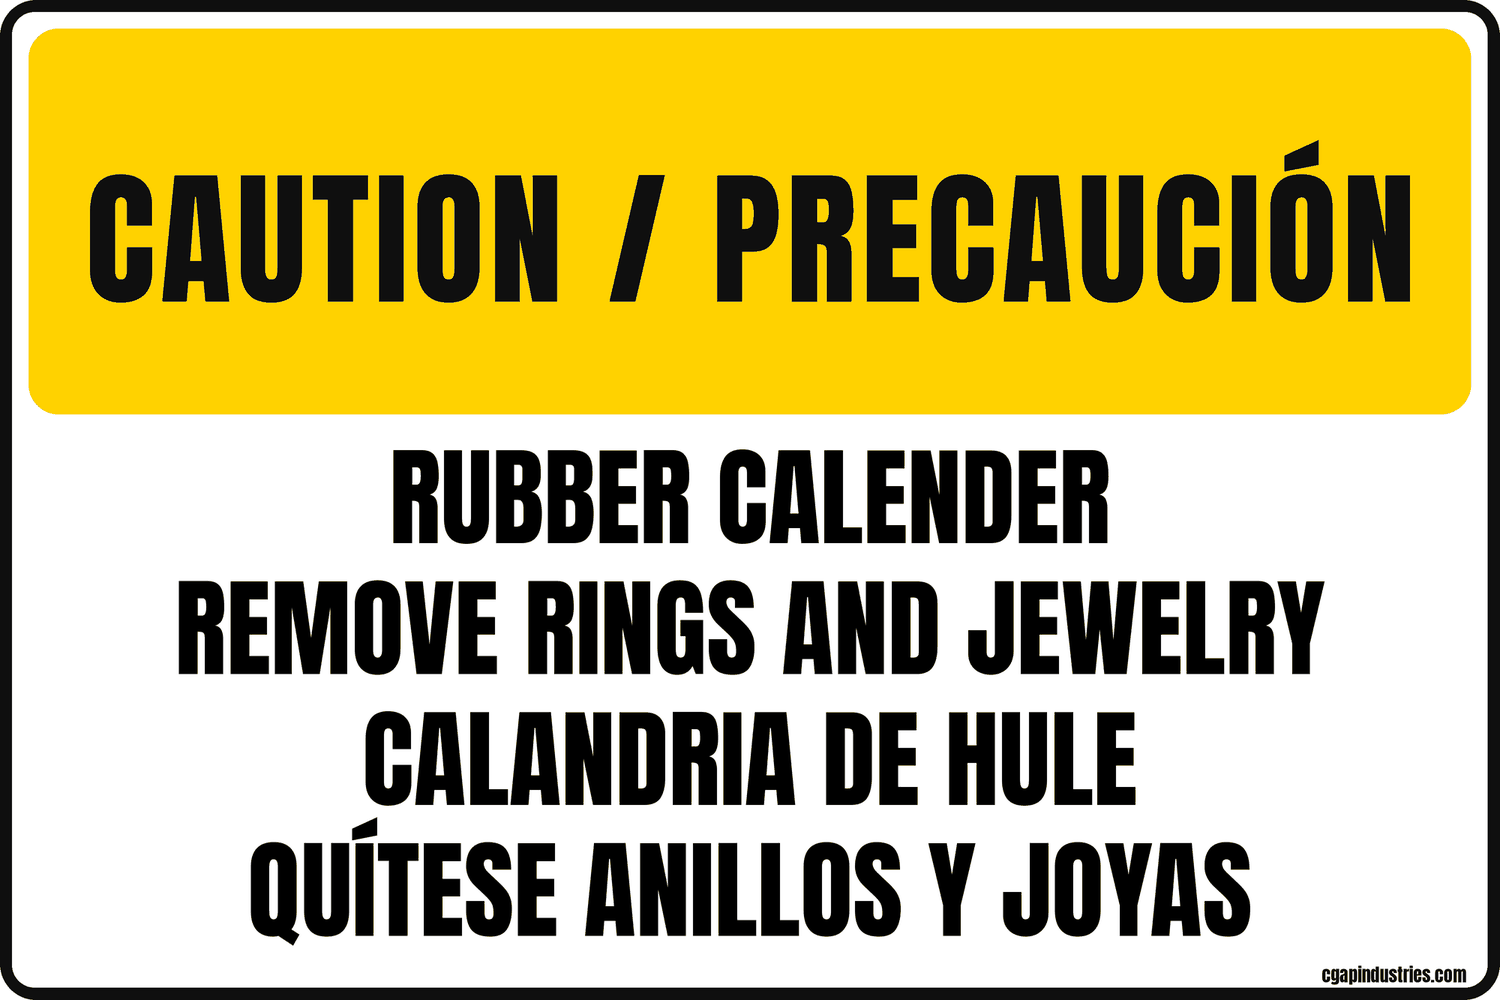 CAUTION / PRECAUCIÓN
RUBBER CALENDER
REMOVE RINGS AND JEWELRY
CALANDRIA DE HULE
QUÍTESE ANILLOS Y JOYAS
cgapindustries.com